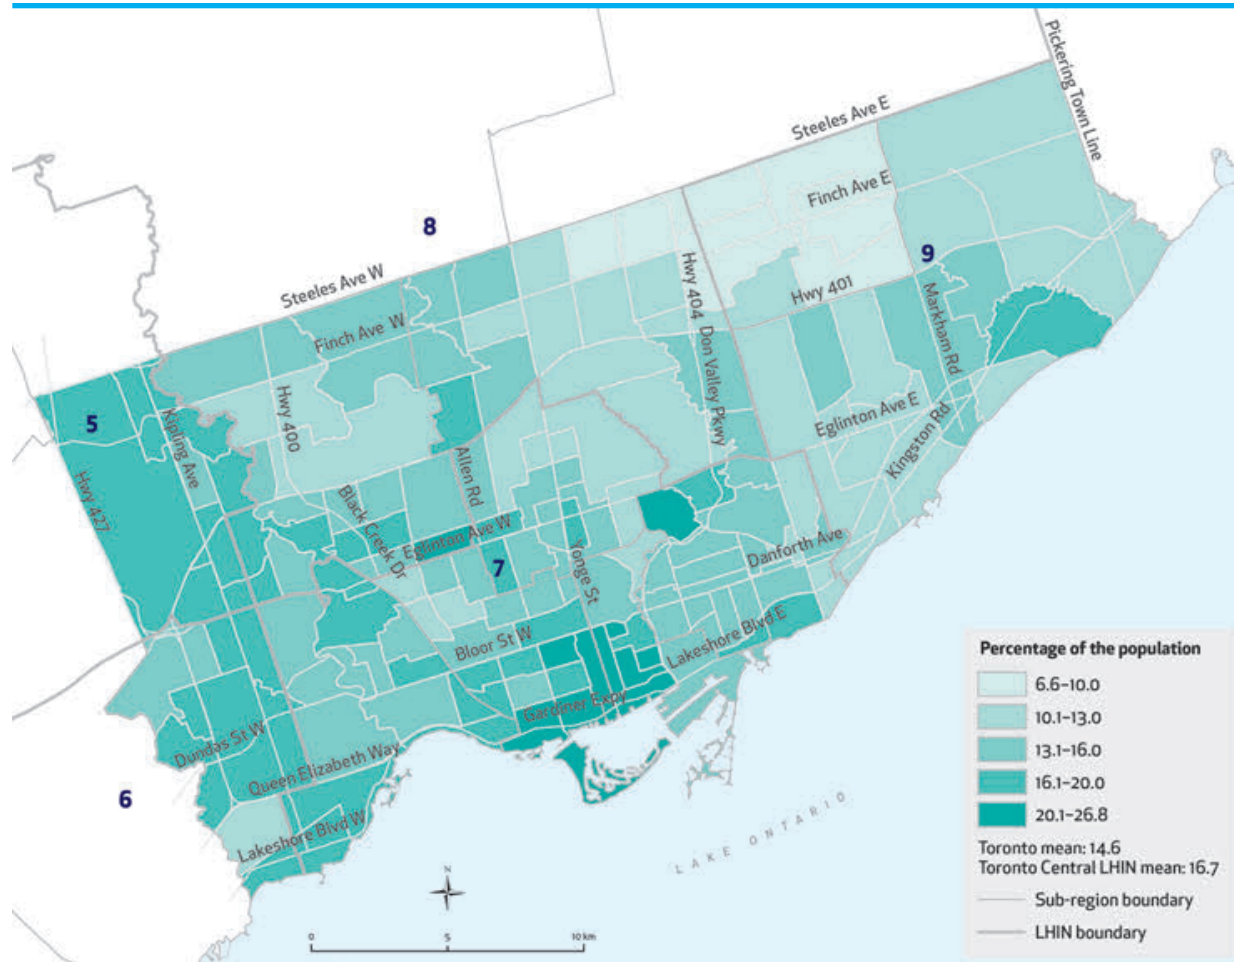 Pickering Town Line
Steeles Ave E
Finch Ave E
8
9
Steeles Ave W
Hwy 404
Hwy 401
Finch Ave W
Markham Rd
Don Valley Pkwy
5
Kipling Ave
Hwy 400
Eglinton Ave E
Kingston Rd
Hwy 427
Allen Rd
Black Creek Dr
Eglinton Ave W
7
Yonge St
Danforth Ave
Bloor St W
Lakeshore Blvd E
Gardiner Expy
Dundas St W
Queen Elizabeth Way
6
Lakeshore Blvd W
LAKE ONTARIO
N
0 5 10 km
Percentage of the population
6.6–10.0
10.1–13.0
13.1–16.0
16.1–20.0
20.1–26.8
Toronto mean: 14.6
Toronto Central LHIN mean: 16.7
Sub-region boundary
LHIN boundary